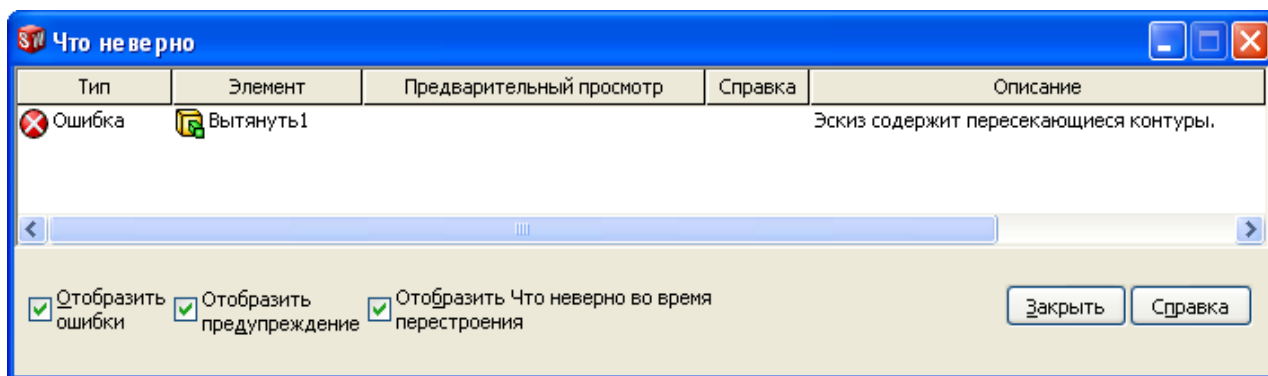 Что неверно
Тип Элемент Предварительный просмотр Справка Описание
Ошибка Вытянуть1 Эскиз содержит пересекающиеся контуры.
Отобразить ошибки
Отобразить предупреждение
Отобразить Что неверно во время перестроения
Закрыть Справка